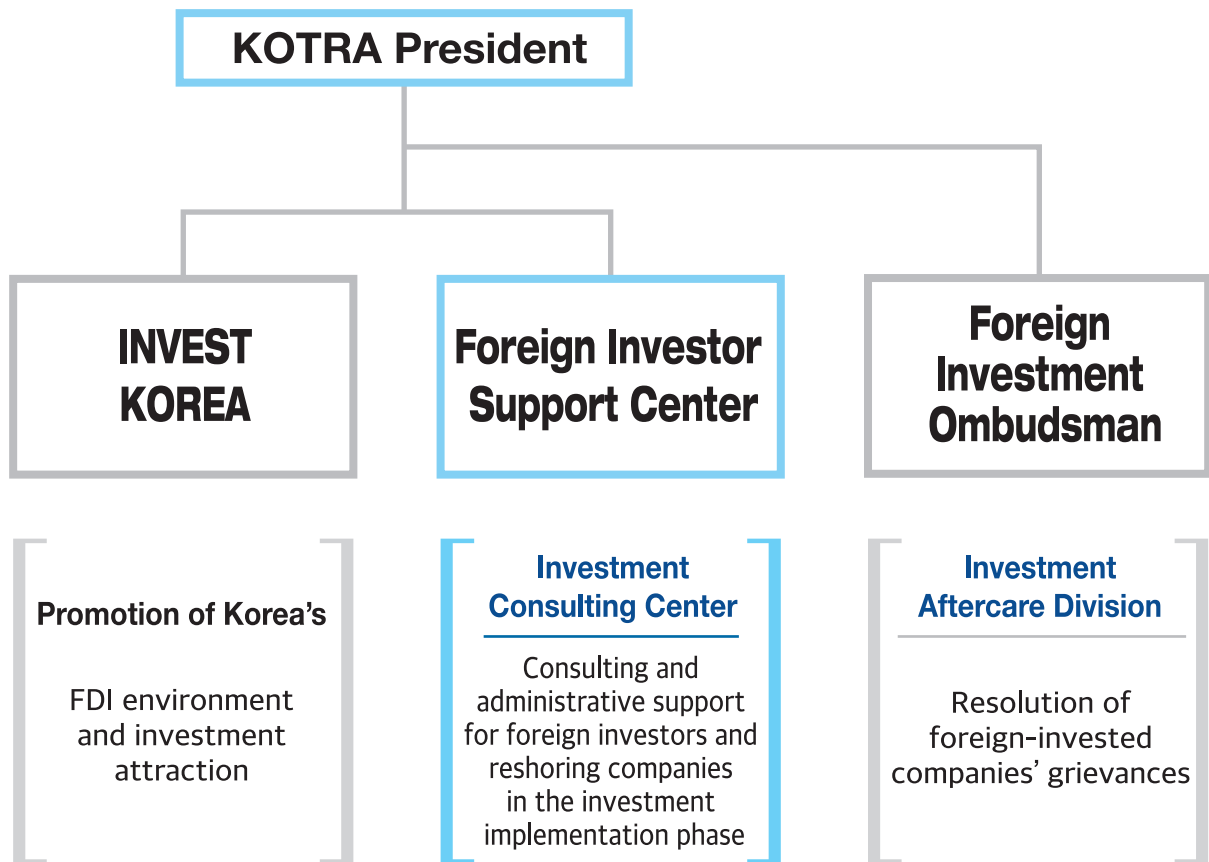 KOTRA President
INVEST
KOREA
Foreign Investor
Support Center
Foreign
Investment
Ombudsman
Promotion of Korea's
FDI environment
and investment
attraction
Investment
Consulting Center
Consulting and
administrative support
for foreign investors and
reshoring companies
in the investment
implementation phase
Investment
Aftercare Division
Resolution of
foreign-invested
companies' grievances